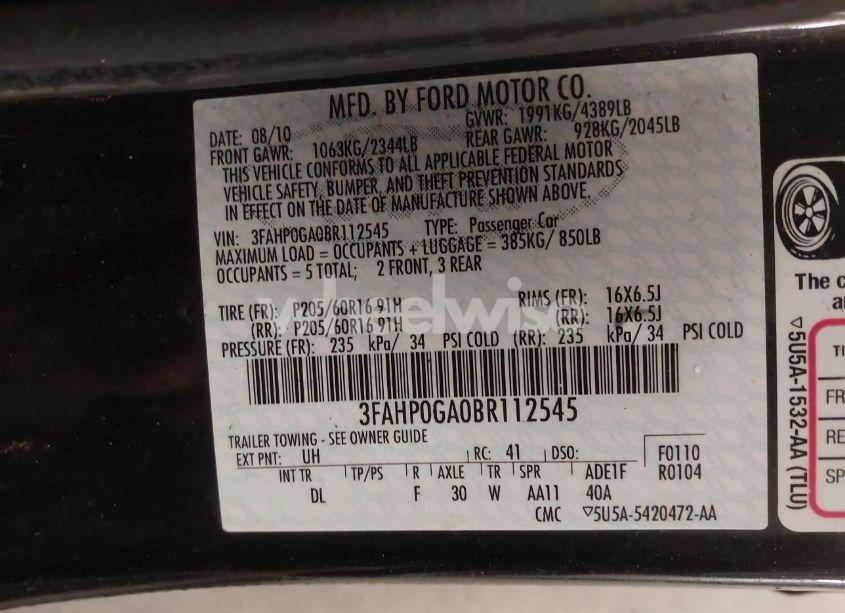 MFD. BY FORD MOTOR CO.
DATE: 08/10 GVWR: 1991KG/4389LB
FRONT GAWR: 1063KG/2344LB REAR GAWR: 928KG/2045LB
THIS VEHICLE CONFORMS TO ALL APPLICABLE FEDERAL MOTOR
VEHICLE SAFETY, BUMPER, AND THEFT PREVENTION STANDARDS
IN EFFECT ON THE DATE OF MANUFACTURE SHOWN ABOVE.
VIN: 3FAHP0GA0BR112545 TYPE: Passenger Car
MAXIMUM LOAD = OCCUPANTS + LUGGAGE = 385KG/ 850LB
OCCUPANTS = 5 TOTAL; 2 FRONT, 3 REAR
TIRE (FR): P205/60R16 91H RIMS (FR): 16X6.5J
(RR): P205/60R16 91H (RR): 16X6.5J
PRESSURE (FR): 235 kPa/ 34 PSI COLD (RR): 235 kPa/ 34 PSI COLD
3FAHP0GA0BR112545
TRAILER TOWING - SEE OWNER GUIDE
EXT PNT: UH RC: 41 DSO: F0110
INT TR TP/PS R AXLE TR SPR ADE1F R0104
DL F 30 W AA11 40A
CMC ▽5U5A-5420472-AA
The c
an
▽5U5A-1532-AA (TLU)
TI
FR
RE
SP